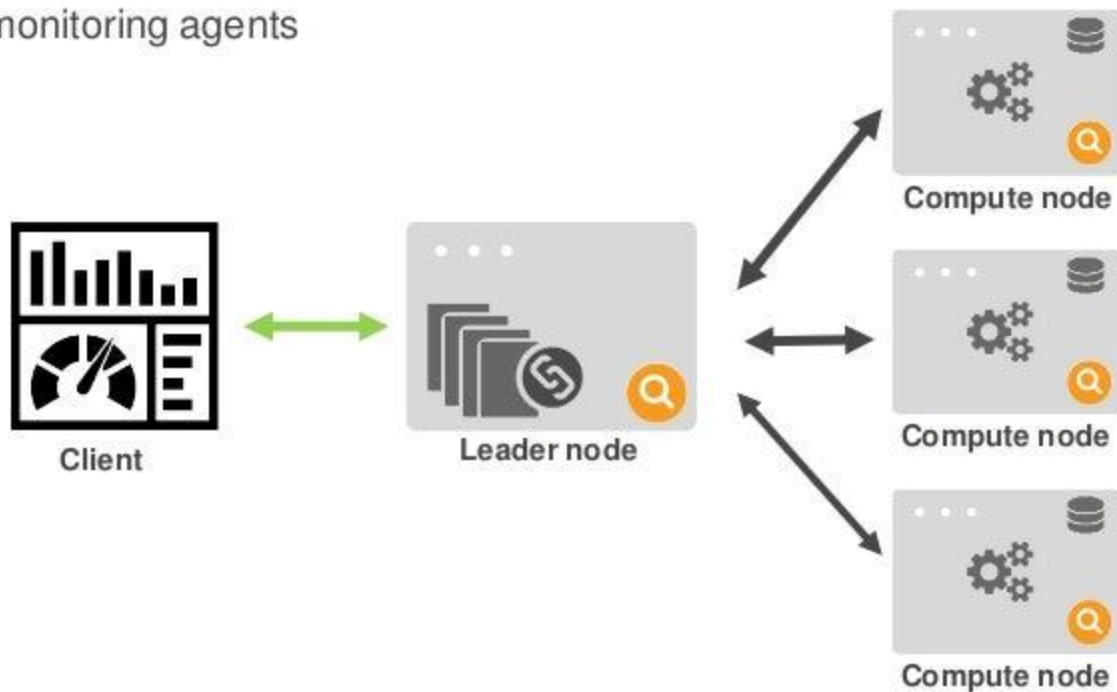 monitoring agents
Compute node
Client
Leader node
Compute node
Compute node